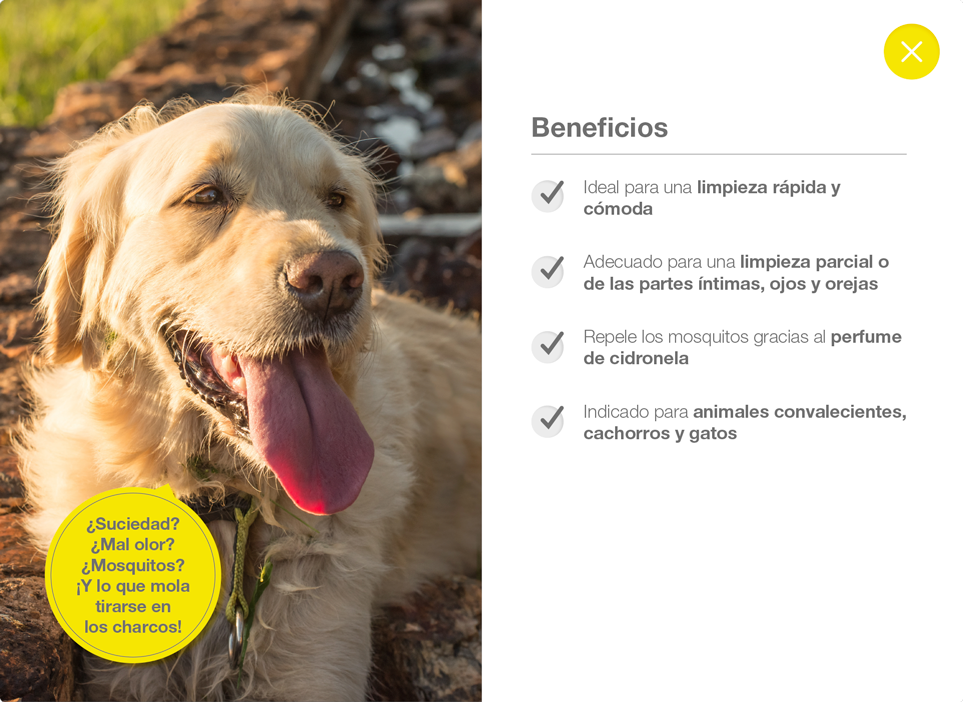 Beneficios
Ideal para una limpieza rápida y
cómoda
Adecuado para una limpieza parcial o
de las partes íntimas, ojos y orejas
Repele los mosquitos gracias al perfume
de cidronela
Indicado para animales convalecientes,
cachorros y gatos
¿Suciedad?
¿Mal olor?
¿Mosquitos?
¡Y lo que mola
tirarse en
los charcos!